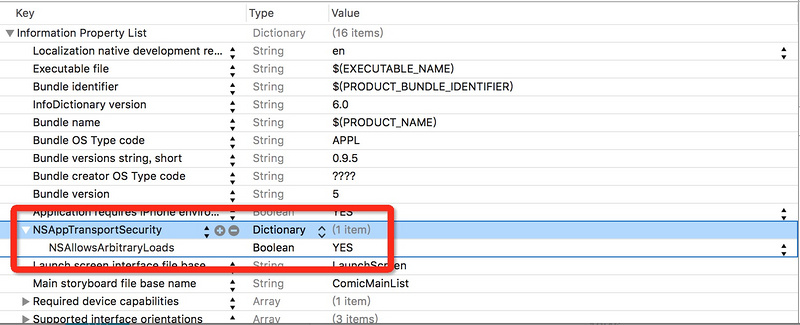 Key Type Value
Information Property List Dictionary (16 items)
Localization native development re... String en
Executable file String $(EXECUTABLE_NAME)
Bundle identifier String $(PRODUCT_BUNDLE_IDENTIFIER)
InfoDictionary version String 6.0
Bundle name String $(PRODUCT_NAME)
Bundle OS Type code String APPL
Bundle versions string, short String 0.9.5
Bundle creator OS Type code String ????
Bundle version String 5
Application requires iPhone enviro... Boolean YES
NSAppTransportSecurity Dictionary (1 item)
NSAllowsArbitraryLoads Boolean YES
Launch screen interface file base... String LaunchScreen
Main storyboard file base name String ComicMainList
Required device capabilities Array (1 item)
Supported interface orientations Array (3 items)